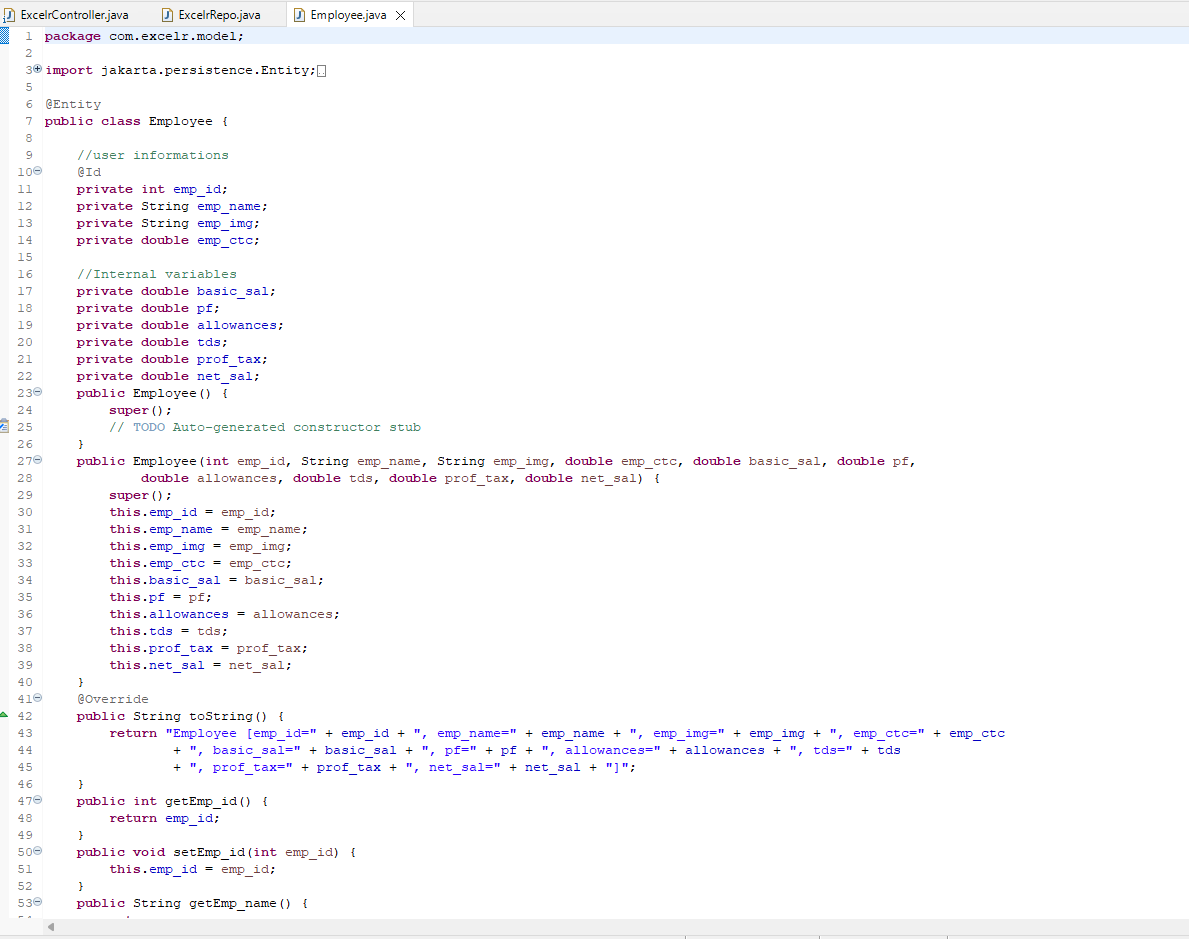 ExcelrController.java ExcelrRepo.java Employee.java
1 package com.excelr.model;
2
3 import jakarta.persistence.Entity;
5
6 @Entity
7 public class Employee {
8
9 //user informations
10 @Id
11 private int emp_id;
12 private String emp_name;
13 private String emp_img;
14 private double emp_ctc;
15
16 //Internal variables
17 private double basic_sal;
18 private double pf;
19 private double allowances;
20 private double tds;
21 private double prof_tax;
22 private double net_sal;
23 public Employee() {
24 super();
25 // TODO Auto-generated constructor stub
26 }
27 public Employee(int emp_id, String emp_name, String emp_img, double emp_ctc, double basic_sal, double pf,
28 double allowances, double tds, double prof_tax, double net_sal) {
29 super();
30 this.emp_id = emp_id;
31 this.emp_name = emp_name;
32 this.emp_img = emp_img;
33 this.emp_ctc = emp_ctc;
34 this.basic_sal = basic_sal;
35 this.pf = pf;
36 this.allowances = allowances;
37 this.tds = tds;
38 this.prof_tax = prof_tax;
39 this.net_sal = net_sal;
40 }
41 @Override
42 public String toString() {
43 return "Employee [emp_id=" + emp_id + ", emp_name=" + emp_name + ", emp_img=" + emp_img + ", emp_ctc=" + emp_ctc
44 + ", basic_sal=" + basic_sal + ", pf=" + pf + ", allowances=" + allowances + ", tds=" + tds
45 + ", prof_tax=" + prof_tax + ", net_sal=" + net_sal + "]";
46 }
47 public int getEmp_id() {
48 return emp_id;
49 }
50 public void setEmp_id(int emp_id) {
51 this.emp_id = emp_id;
52 }
53 public String getEmp_name() {